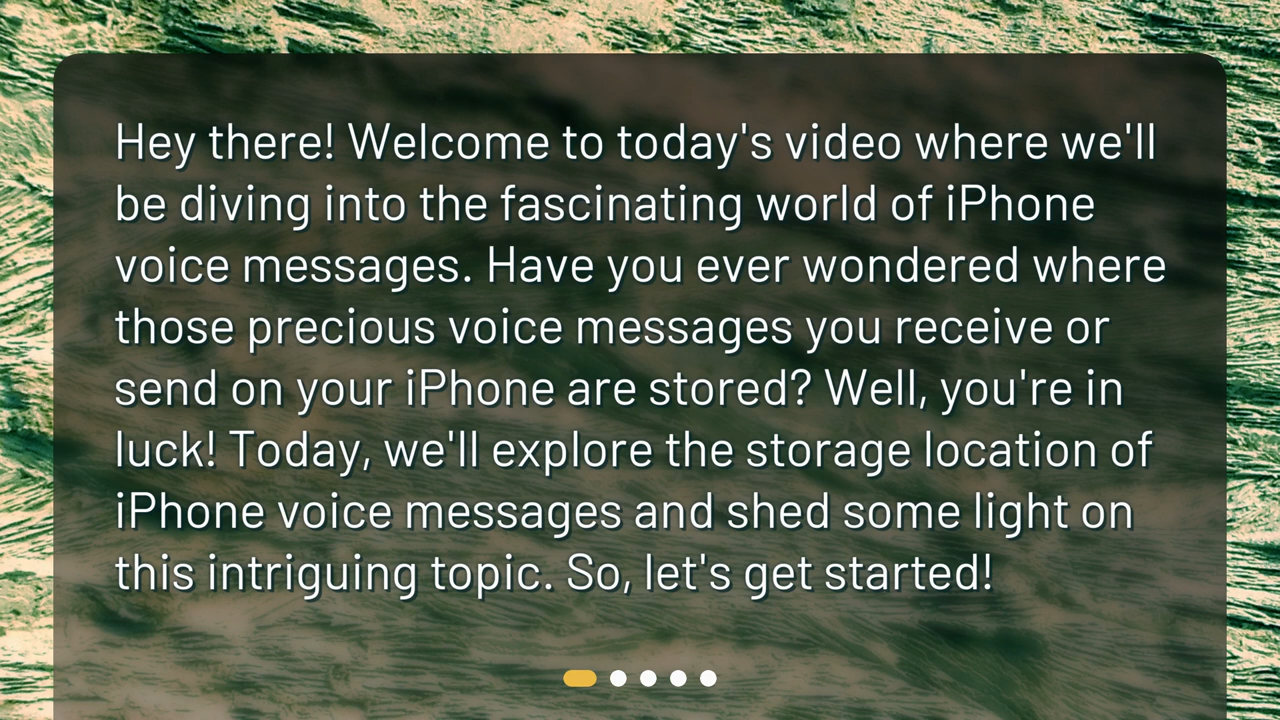 Hey there! Welcome to today's video where we'll
be diving into the fascinating world of iPhone
voice messages. Have you ever wondered where
those precious voice messages you receive or
send on your iPhone are stored? Well, you're in
luck! Today, we'll explore the storage location of
iPhone voice messages and shed some light on
this intriguing topic. So, let's get started!